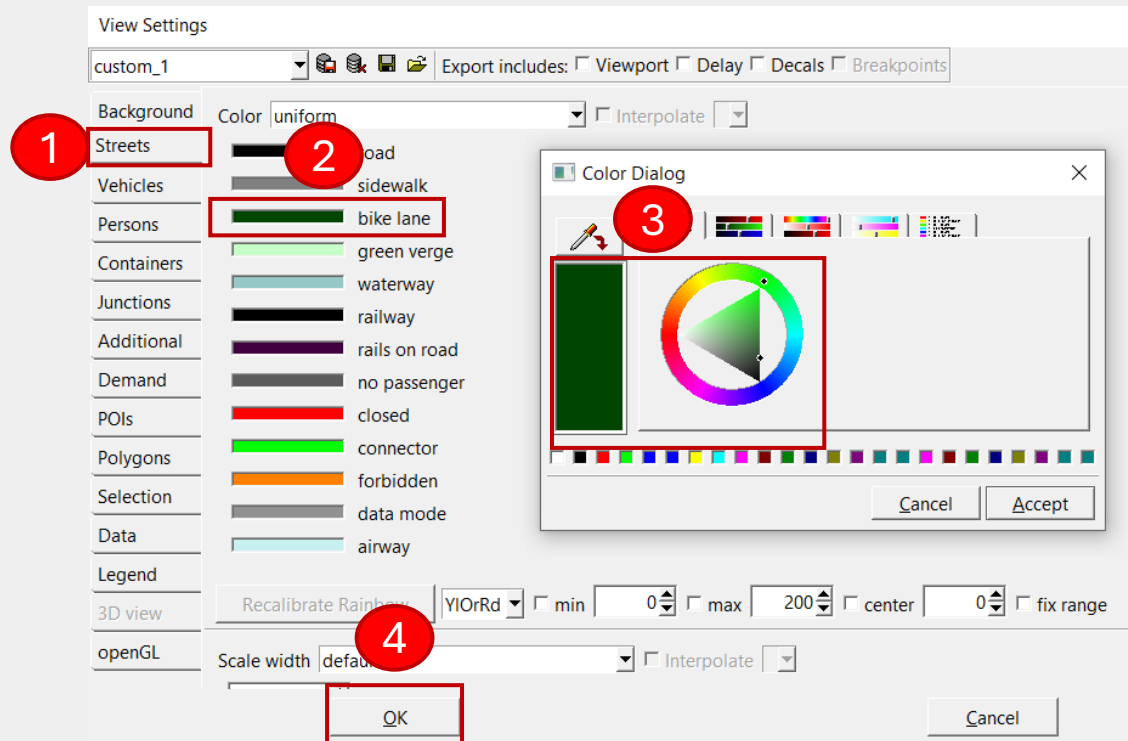 View Settings
custom_1 Export includes: Viewport Delay Decals Breakpoints
Background
Streets
Vehicles
Persons
Containers
Junctions
Additional
Demand
POIs
Polygons
Selection
Data
Legend
3D view
openGL
1
Color uniform Interpolate
2
sidewalk
bike lane
green verge
waterway
railway
rails on road
no passenger
closed
connector
forbidden
data mode
airway
Color Dialog
3
Cancel Accept
Recalibrate YlOrRd min 0 max 200 center 0 fix range
4
Scale width Interpolate
OK Cancel